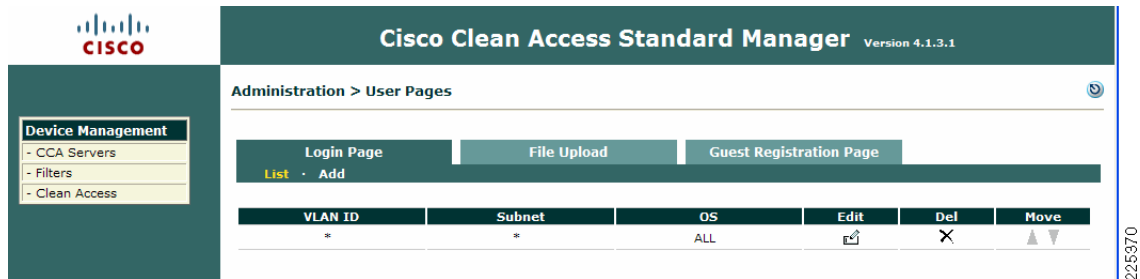 CISCO
Cisco Clean Access Standard Manager Version 4.1.3.1
Administration > User Pages
Device Management
- CCA Servers
- Filters
- Clean Access
Login Page File Upload Guest Registration Page
List · Add
VLAN ID Subnet OS Edit Del Move
* * ALL
225370